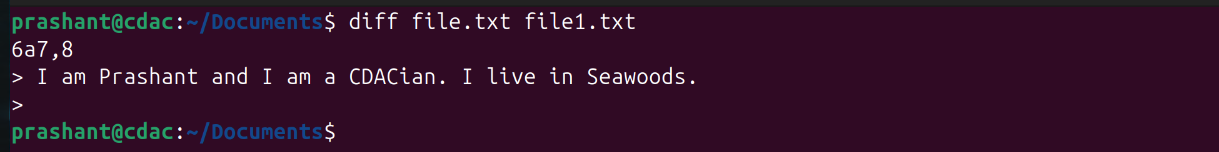 prashant@cdac:~/Documents$ diff file.txt file1.txt
6a7,8
> I am Prashant and I am a CDACian. I live in Seawoods.
>
prashant@cdac:~/Documents$